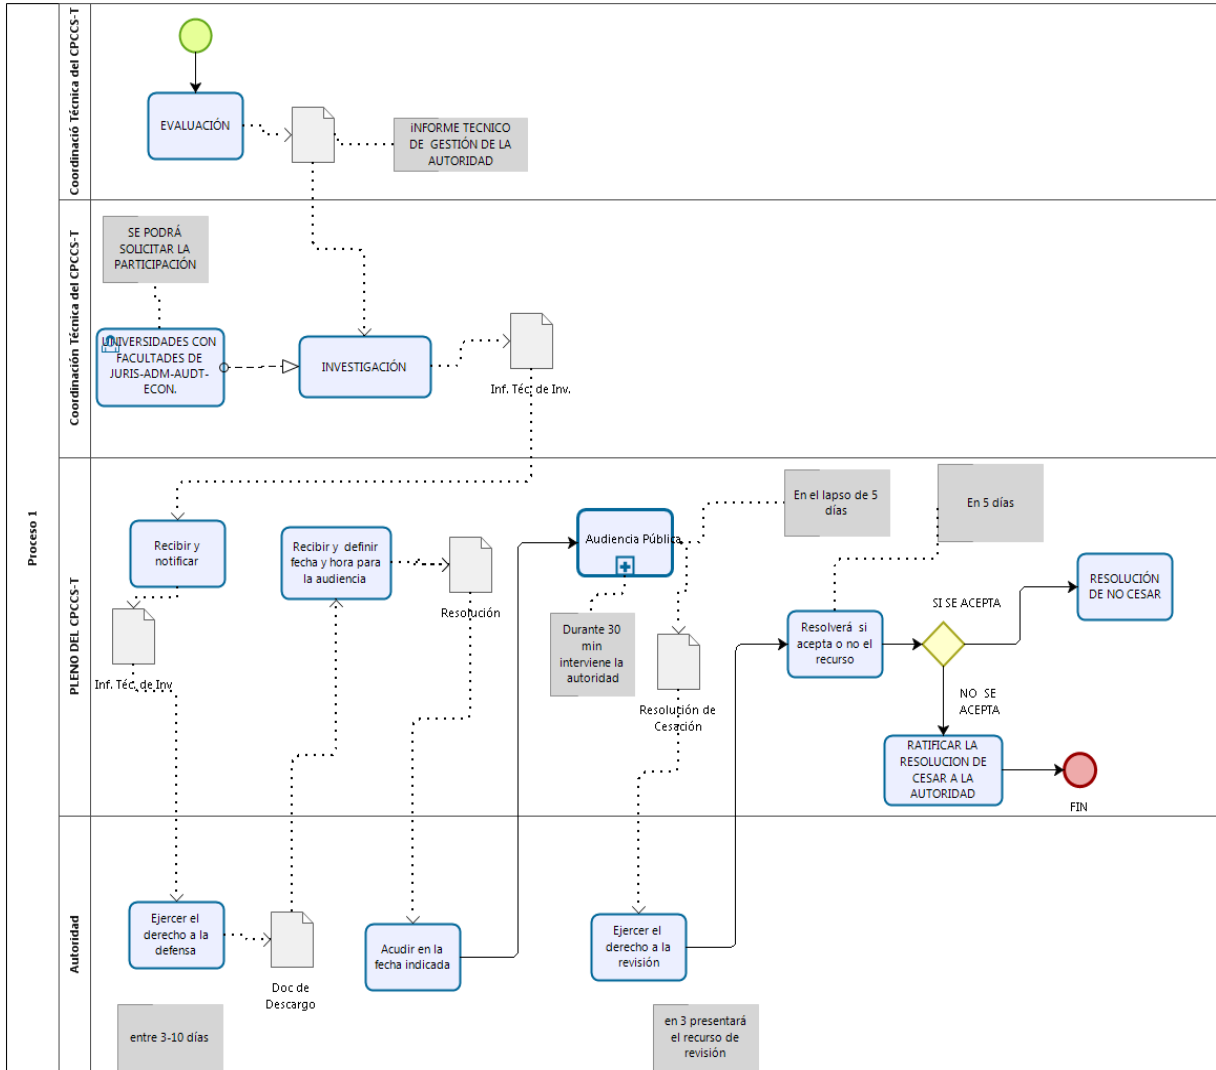 Proceso 1
Coordinació Técnica del CPCCS-T
EVALUACIÓN
iNFORME TECNICO
DE GESTIÓN DE LA
AUTORIDAD
Coordinación Técnica del CPCCS-T
SE PODRÁ
SOLICITAR LA
PARTICIPACIÓN
UNIVERSIDADES CON
FACULTADES DE
JURIS-ADM-AUDT-
ECON.
INVESTIGACIÓN
Inf. Téc. de Inv.
PLENO DEL CPCCS-T
Recibir y
notificar
Inf. Téc. de Inv
Recibir y definir
fecha y hora para
la audiencia
Resolución
Audiencia Pública
Durante 30
min
interviene la
autoridad
Resolución de
Cesación
En el lapso de 5
días
En 5 días
Resolverá si
acepta o no el
recurso
SI SE ACEPTA
RESOLUCIÓN
DE NO CESAR
NO SE
ACEPTA
RATIFICAR LA
RESOLUCION DE
CESAR A LA
AUTORIDAD
FIN
Autoridad
Ejercer el
derecho a la
defensa
entre 3-10 días
Doc de
Descargo
Acudir en la
fecha indicada
Ejercer el
derecho a la
revisión
en 3 presentará
el recurso de
revisión